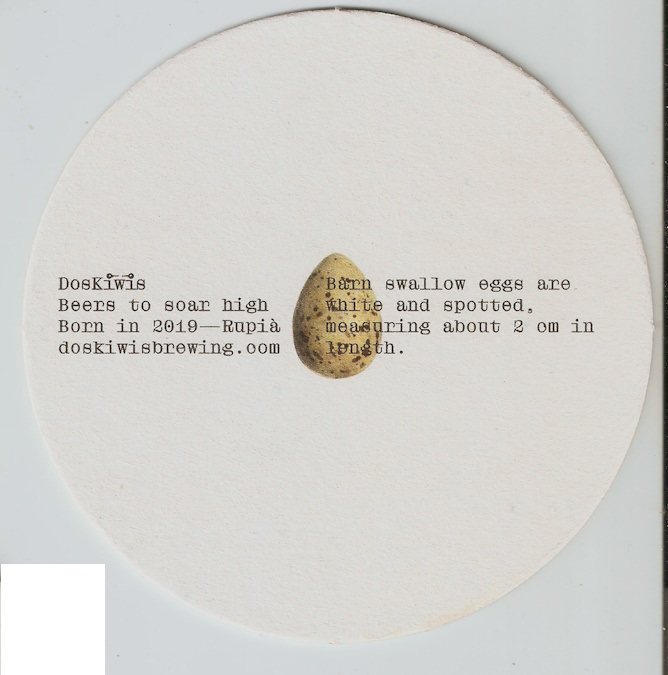 DosKiwis
Beers to soar high
Born in 2019—Rupià
doskiwisbrewing.com
Barn swallow eggs are
white and spotted,
measuring about 2 cm in
length.